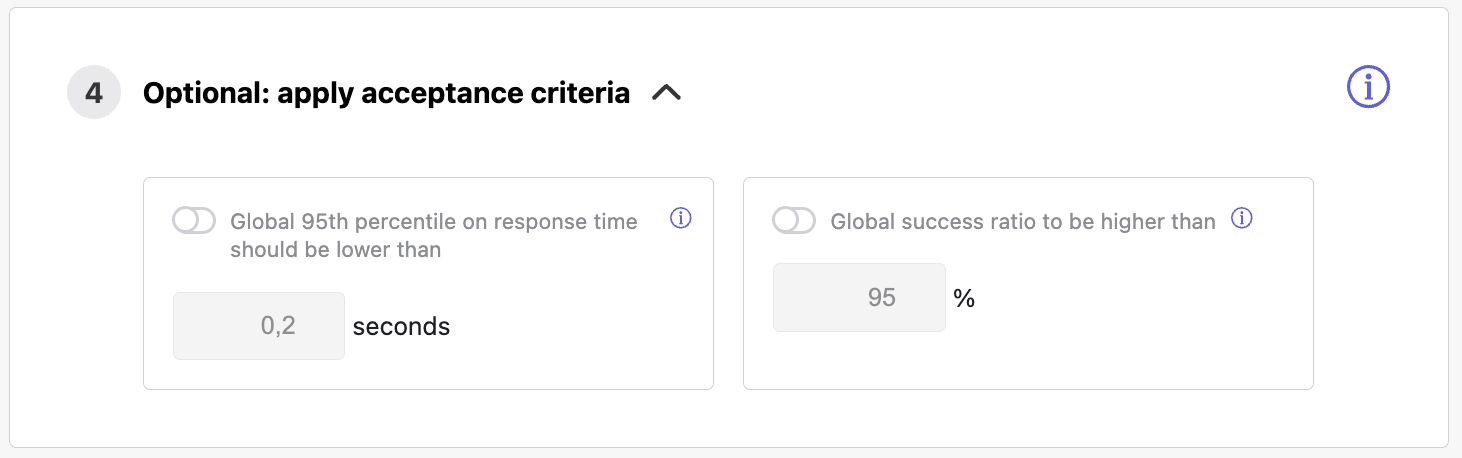 4 Optional: apply acceptance criteria
Global 95th percentile on response time
should be lower than
0,2 seconds
Global success ratio to be higher than
95 %